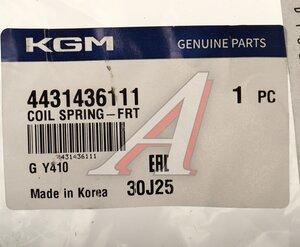 KGM GENUINE PARTS
4431436111 1 PC
COIL SPRING-FRT
G Y410 EAC
4431436111
Made in Korea 30J25